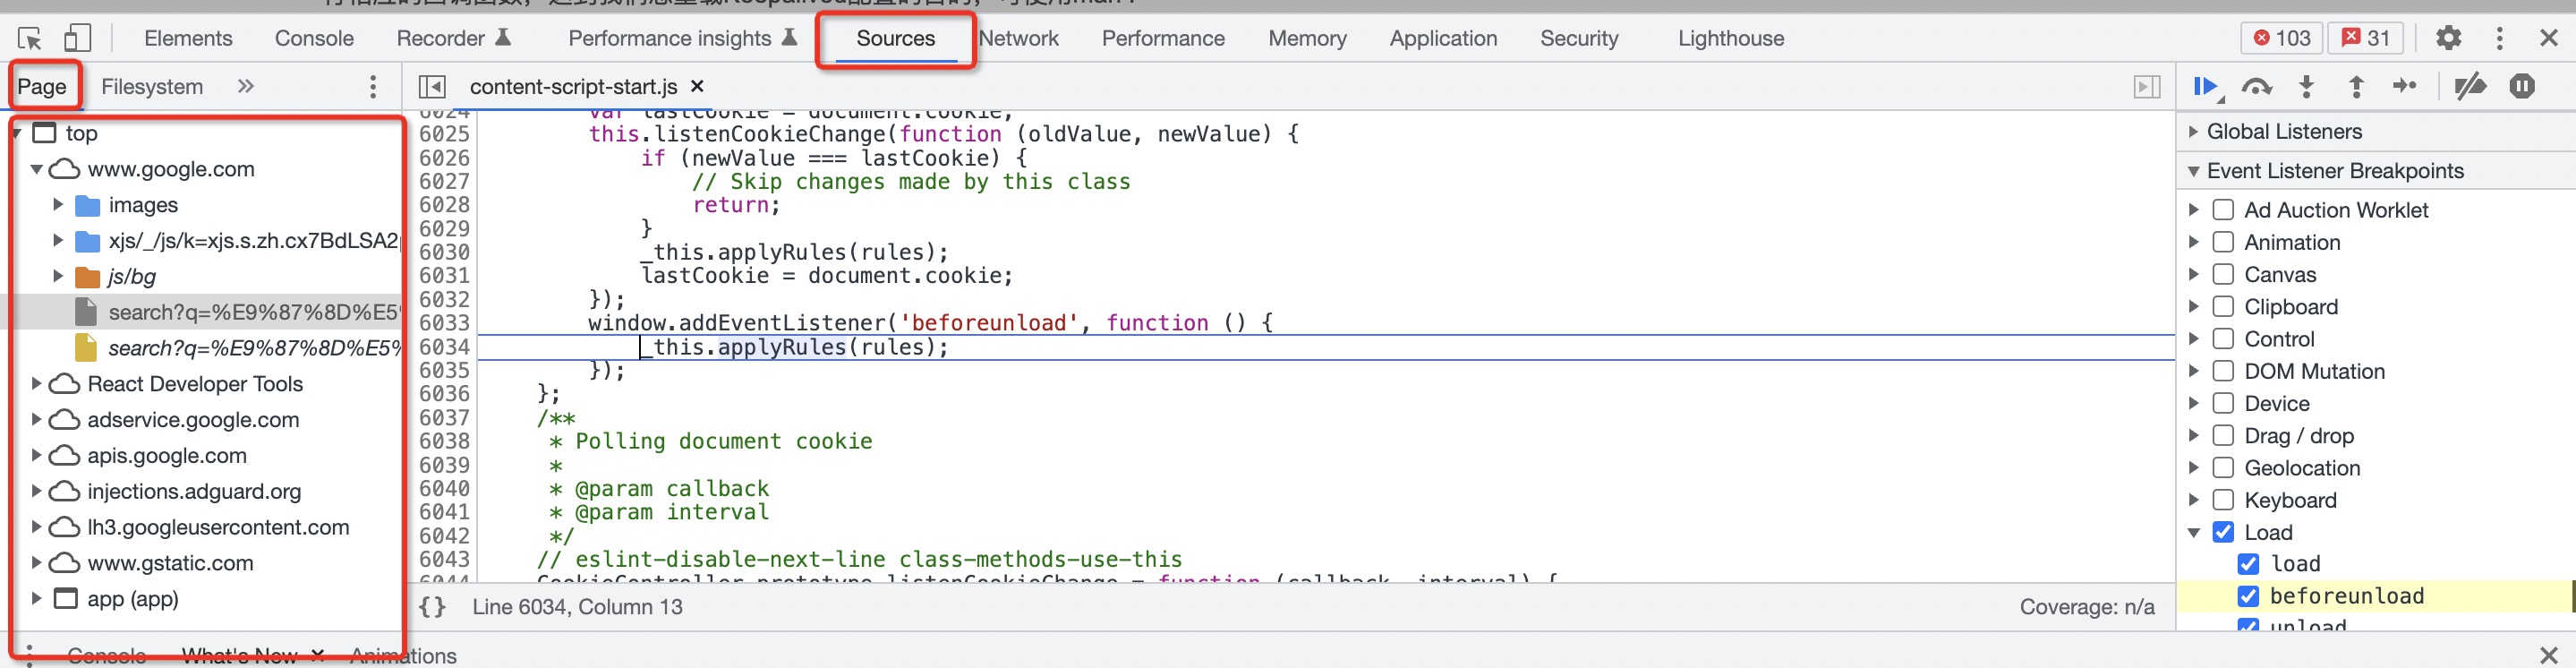 Elements Console Recorder Performance insights Sources Network Performance Memory Application Security Lighthouse 103 31
Page Filesystem » content-script-start.js ×
top
www.google.com
images
xjs/_/js/k=xjs.s.zh.cx7BdLSA2
js/bg
search?q=%E9%87%8D%E5
search?q=%E9%87%8D%E5%
React Developer Tools
adservice.google.com
apis.google.com
injections.adguard.org
lh3.googleusercontent.com
www.gstatic.com
app (app)
6024 var lastCookie = document.cookie;
6025 this.listenCookieChange(function (oldValue, newValue) {
6026 if (newValue === lastCookie) {
6027 // Skip changes made by this class
6028 return;
6029 }
6030 _this.applyRules(rules);
6031 lastCookie = document.cookie;
6032 });
6033 window.addEventListener('beforeunload', function () {
6034 _this.applyRules(rules);
6035 });
6036 };
6037 /**
6038 * Polling document cookie
6039 *
6040 * @param callback
6041 * @param interval
6042 */
6043 // eslint-disable-next-line class-methods-use-this
6044 CookieController.prototype.listenCookieChange = function (callback, interval) {
{} Line 6034, Column 13 Coverage: n/a
Global Listeners
Event Listener Breakpoints
Ad Auction Worklet
Animation
Canvas
Clipboard
Control
DOM Mutation
Device
Drag / drop
Geolocation
Keyboard
Load
load
beforeunload
unload
Console What's New × Animations